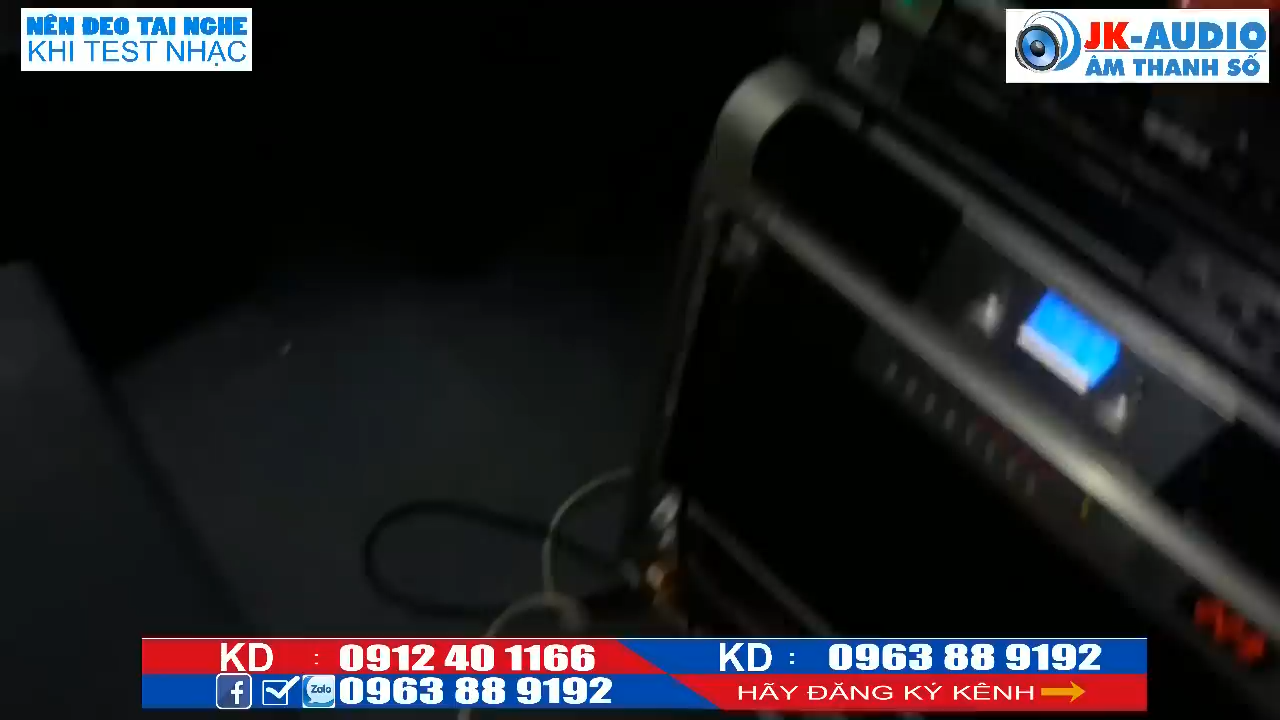 NÊN ĐEO TAI NGHE
KHI TEST NHẠC
JK-AUDIO
ÂM THANH SỐ
KD : 0912 40 1166
KD : 0963 88 9192
Zalo 0963 88 9192
HÃY ĐĂNG KÝ KÊNH